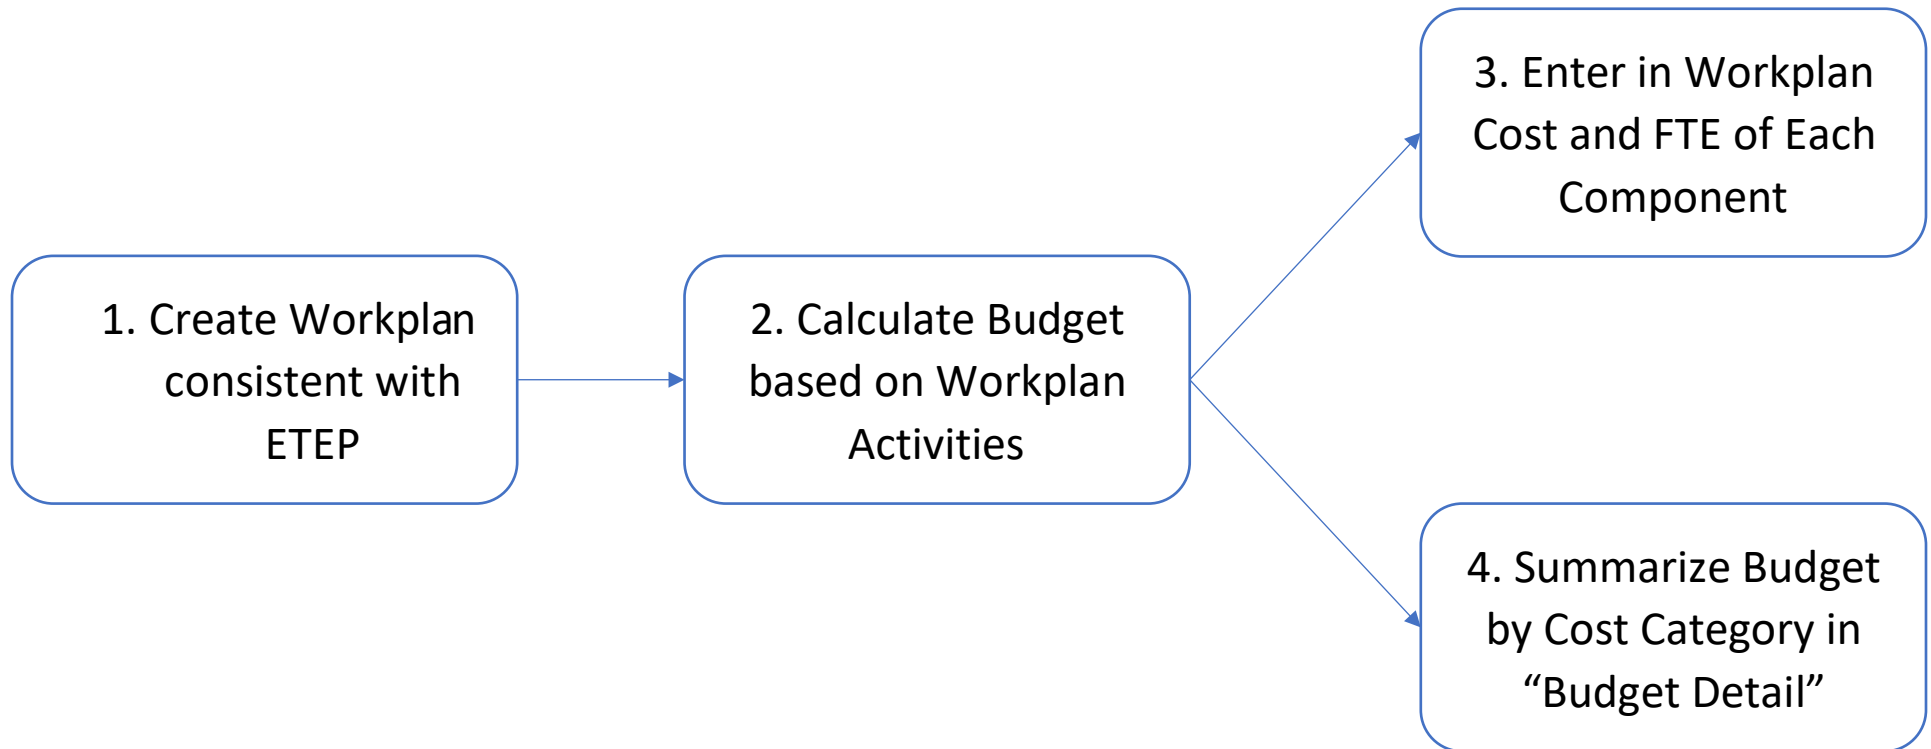 1. Create Workplan
consistent with
ETEP
2. Calculate Budget
based on Workplan
Activities
3. Enter in Workplan
Cost and FTE of Each
Component
4. Summarize Budget
by Cost Category in
“Budget Detail”